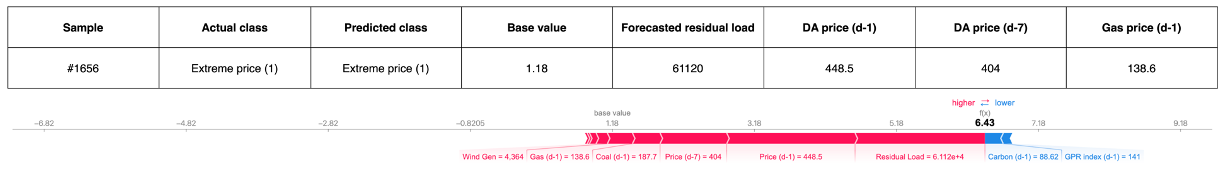 Sample Actual class Predicted class Base value Forecasted residual load DA price (d-1) DA price (d-7) Gas price (d-1)
#1656 Extreme price (1) Extreme price (1) 1.18 61120 448.5 404 138.6
higher ⇄ lower
base value f(x)
−6.82 −4.82 −2.82 −0.8205 1.18 3.18 5.18 6.43 7.18 9.18
Wind Gen = 4.364 Gas (d-1) = 138.6 Coal (d-1) = 187.7 Price (d-7) = 404 Price (d-1) = 448.5 Residual Load = 6.112e+4 Carbon (d-1) = 88.62 GPR index (d-1) = 141